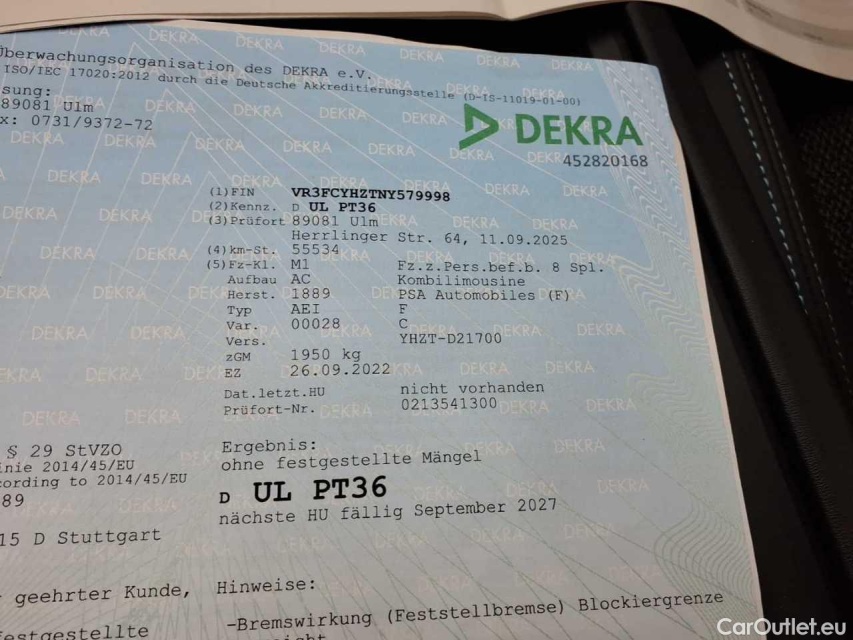 Überwachungsorganisation des DEKRA e.V.
ISO/IEC 17020:2012 durch die Deutsche Akkreditierungsstelle (D-IS-11019-01-00)
sung:
89081 Ulm
x: 0731/9372-72
DEKRA
452820168
(1) FIN VR3FCYHZTNY579998
(2) Kennz. D UL PT36
(3) Prüfort 89081 Ulm
Herrlinger Str. 64, 11.09.2025
(4) km-St. 55534
(5) Fz-Kl. M1 Fz.z.Pers.bef.b. 8 Spl.
Aufbau AC Kombilimousine
Herst. 1889 PSA Automobiles (F)
Typ AEI F
Var. 00028 C
Vers. YHZT-D21700
zGM 1950 kg
EZ 26.09.2022
Dat.letzt.HU nicht vorhanden
Prüfort-Nr. 0213541300
§ 29 StVZO
inie 2014/45/EU
cording to 2014/45/EU
89
15 D Stuttgart
Ergebnis:
ohne festgestellte Mängel
D UL PT36
nächste HU fällig September 2027
geehrter Kunde,
estgestellte
Hinweise:
-Bremswirkung (Feststellbremse) Blockiergrenze
CarOutlet.eu